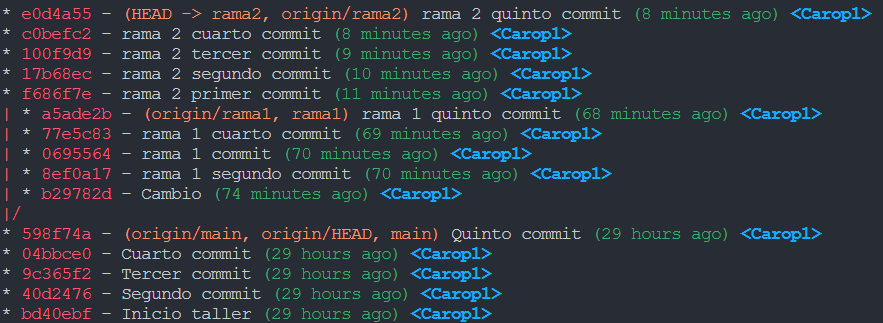 * e0d4a55 - (HEAD -> rama2, origin/rama2) rama 2 quinto commit (8 minutes ago) <Carop1>
* c0befc2 - rama 2 cuarto commit (8 minutes ago) <Carop1>
* 100f9d9 - rama 2 tercer commit (9 minutes ago) <Carop1>
* 17b68ec - rama 2 segundo commit (10 minutes ago) <Carop1>
* f686f7e - rama 2 primer commit (11 minutes ago) <Carop1>
| * a5ade2b - (origin/rama1, rama1) rama 1 quinto commit (68 minutes ago) <Carop1>
| * 77e5c83 - rama 1 cuarto commit (69 minutes ago) <Carop1>
| * 0695564 - rama 1 commit (70 minutes ago) <Carop1>
| * 8ef0a17 - rama 1 segundo commit (70 minutes ago) <Carop1>
| * b29782d - Cambio (74 minutes ago) <Carop1>
|/
* 598f74a - (origin/main, origin/HEAD, main) Quinto commit (29 hours ago) <Carop1>
* 04bbce0 - Cuarto commit (29 hours ago) <Carop1>
* 9c365f2 - Tercer commit (29 hours ago) <Carop1>
* 40d2476 - Segundo commit (29 hours ago) <Carop1>
* bd40ebf - Inicio taller (29 hours ago) <Carop1>